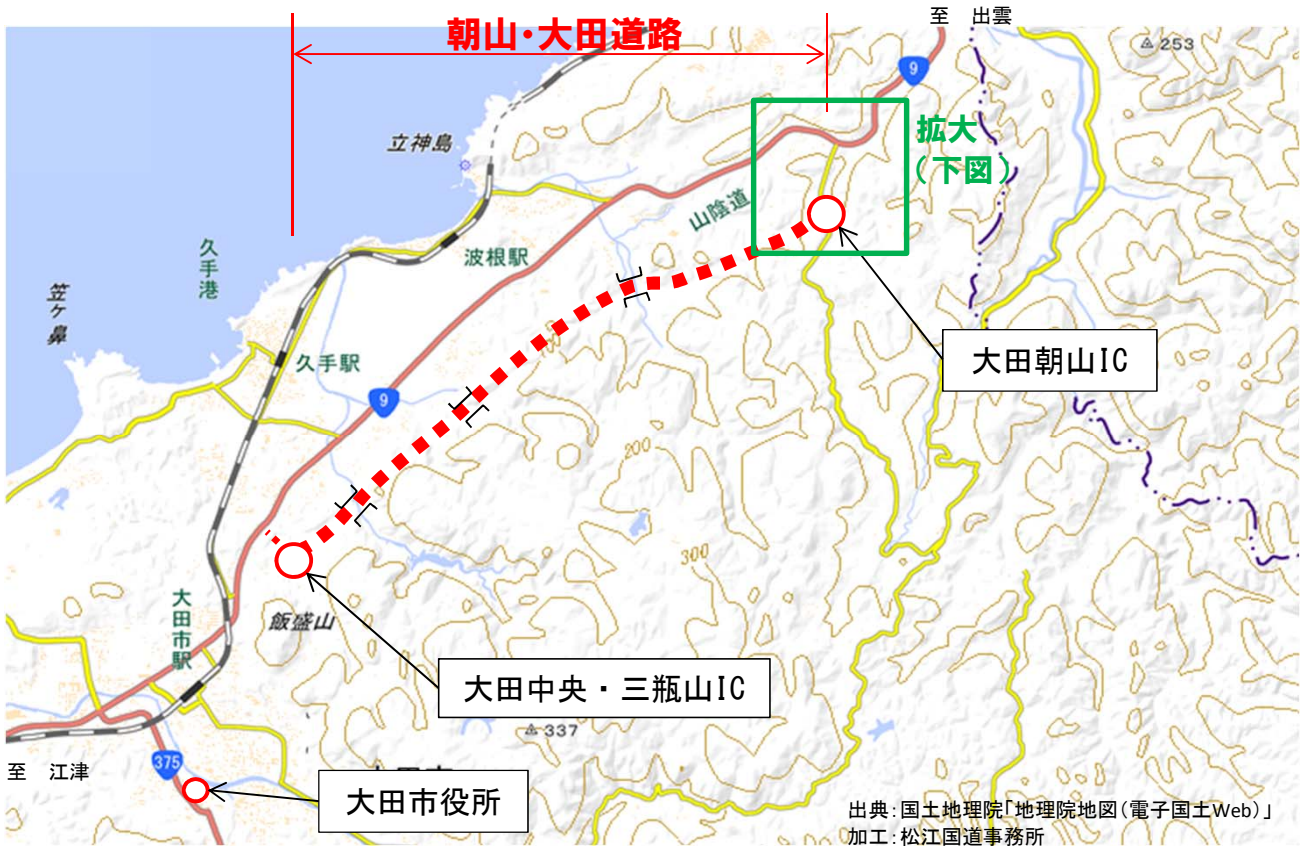 至 出雲
朝山・大田道路
253
9
拡大
(下図)
立神島
山陰道
久手港
波根駅
笠ヶ鼻
大田朝山IC
久手駅
9
200
300
大田市駅
飯盛山
大田中央・三瓶山IC
337
375
至 江津
大田市役所
出典:国土地理院「地理院地図(電子国土Web)」
加工:松江国道事務所